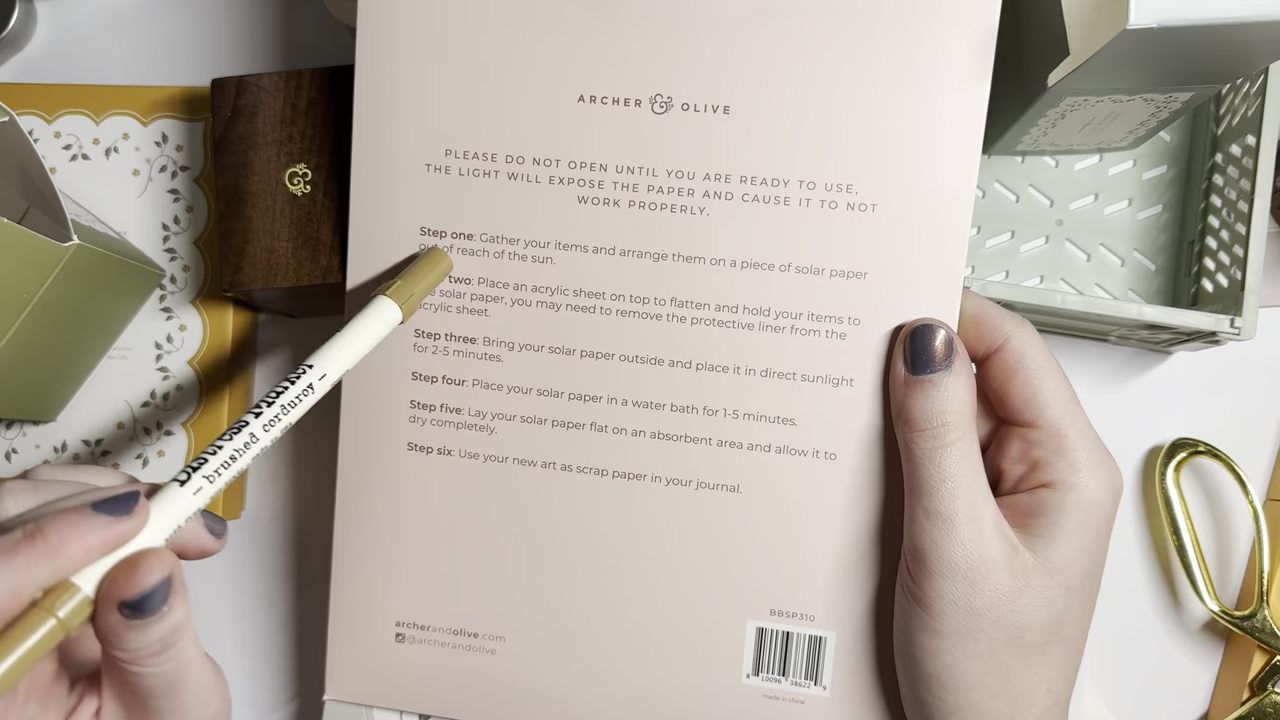 ARCHER & OLIVE
PLEASE DO NOT OPEN UNTIL YOU ARE READY TO USE,
THE LIGHT WILL EXPOSE THE PAPER AND CAUSE IT TO NOT
WORK PROPERLY.
Step one: Gather your items and arrange them on a piece of solar paper
out of reach of the sun.
two: Place an acrylic sheet on top to flatten and hold your items to
solar paper, you may need to remove the protective liner from the
acrylic sheet.
Step three: Bring your solar paper outside and place it in direct sunlight
for 2-5 minutes.
Step four: Place your solar paper in a water bath for 1-5 minutes.
Step five: Lay your solar paper flat on an absorbent area and allow it to
dry completely.
Step six: Use your new art as scrap paper in your journal.
Distress Marker
– brushed corduroy –
archerandolive.com
@archerandolive
BBSP310
8 10096 38622 9
made in china